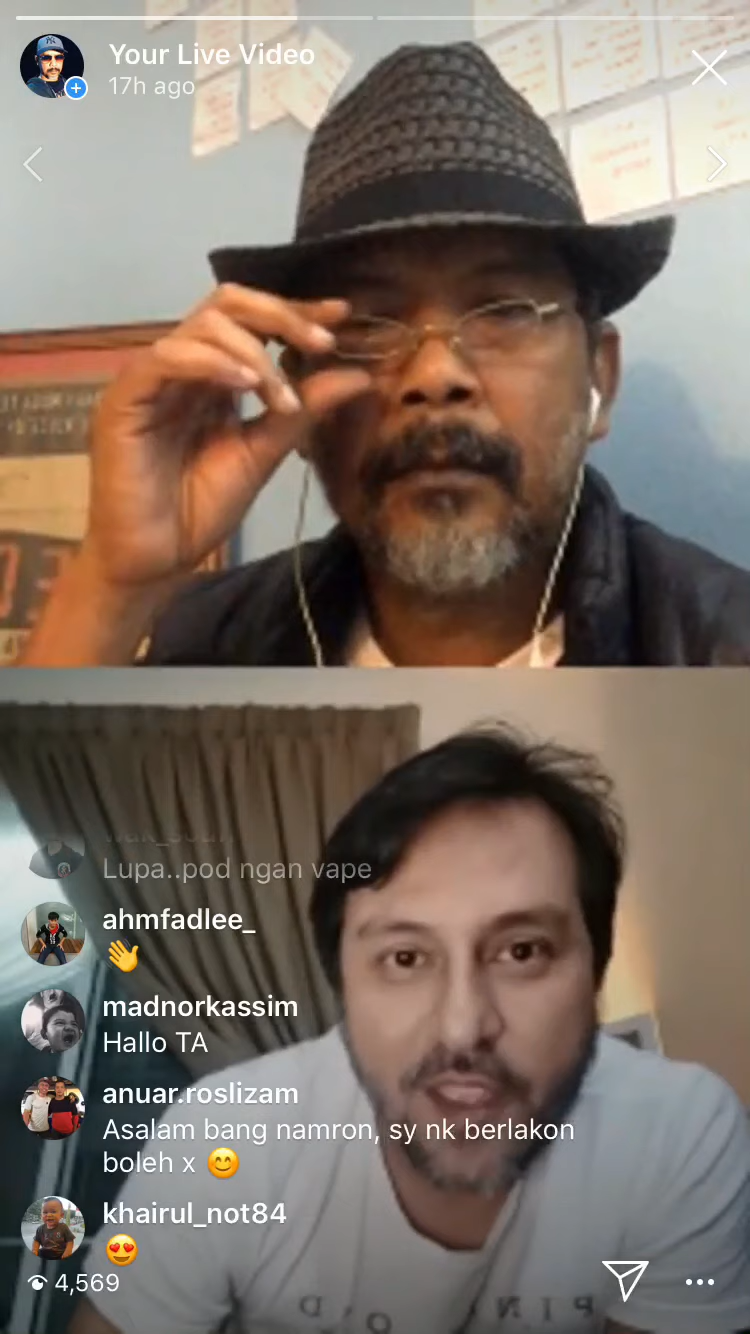 Your Live Video
17h ago
Lupa..pod ngan vape
ahmfadlee_
👋
madnorkassim
Hallo TA
anuar.roslizam
Asalam bang namron, sy nk berlakon
boleh x 😊
khairul_not84
😍
4,569